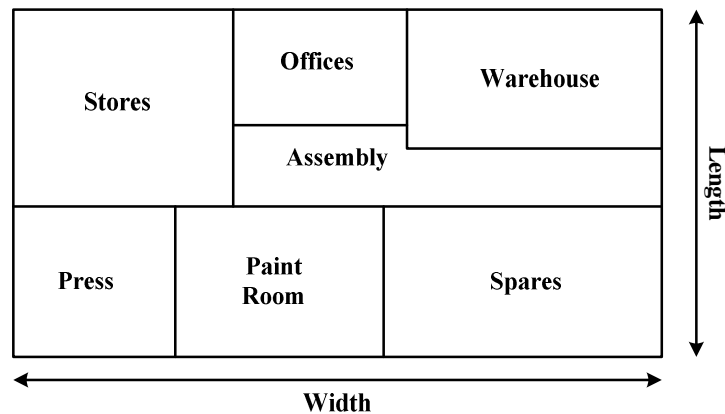 Offices
Warehouse
Stores
Assembly
Length
Press
Paint
Room
Spares
Width